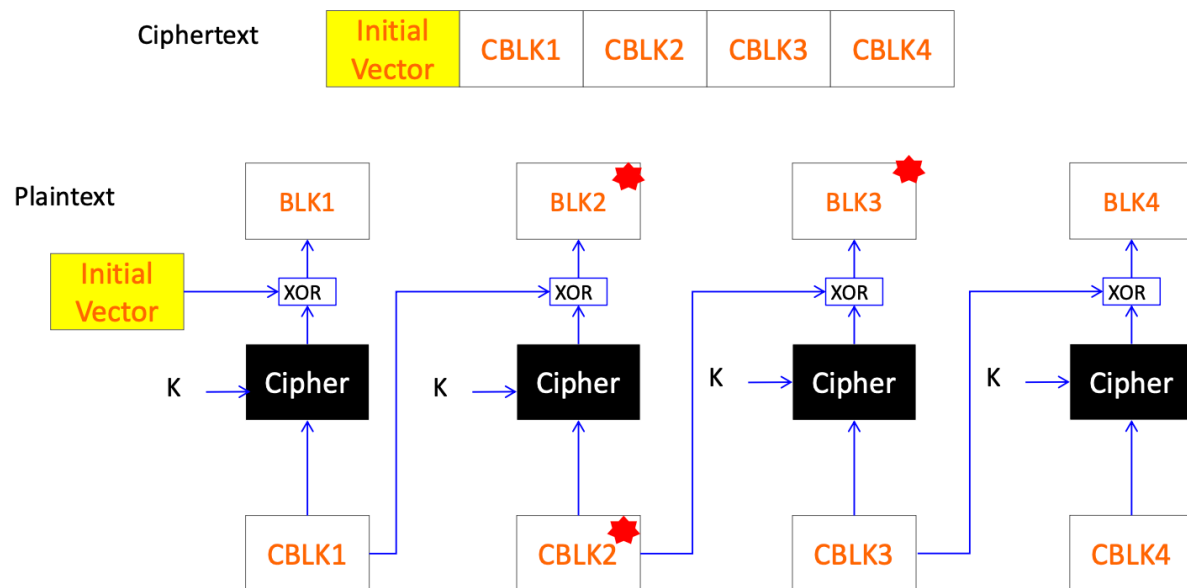 Ciphertext
Initial
Vector
CBLK1
CBLK2
CBLK3
CBLK4
Plaintext
BLK1
BLK2
BLK3
BLK4
Initial
Vector
XOR
XOR
XOR
XOR
K
Cipher
K
Cipher
K
Cipher
K
Cipher
CBLK1
CBLK2
CBLK3
CBLK4